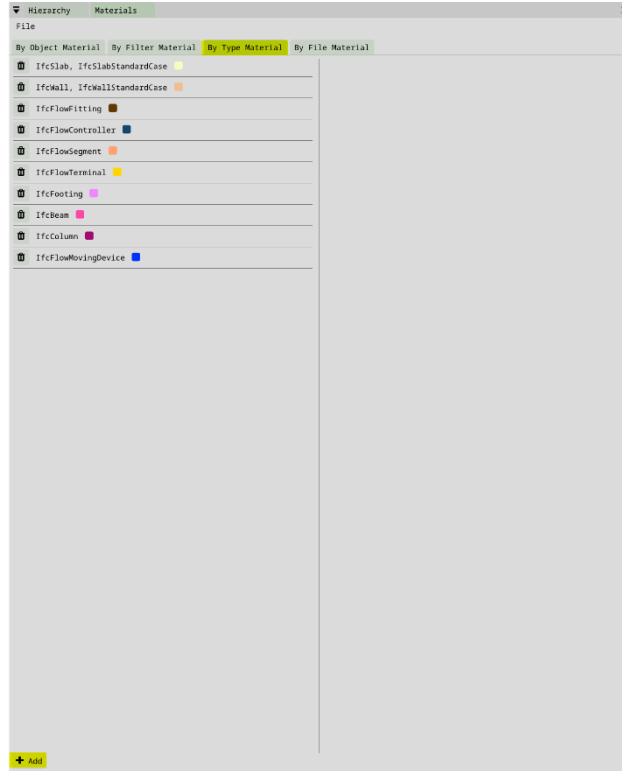 Hierarchy Materials
File
By Object Material By Filter Material By Type Material By File Material
IfcSlab, IfcSlabStandardCase
IfcWall, IfcWallStandardCase
IfcFlowFitting
IfcFlowController
IfcFlowSegment
IfcFlowTerminal
IfcFooting
IfcBeam
IfcColumn
IfcFlowMovingDevice
Add